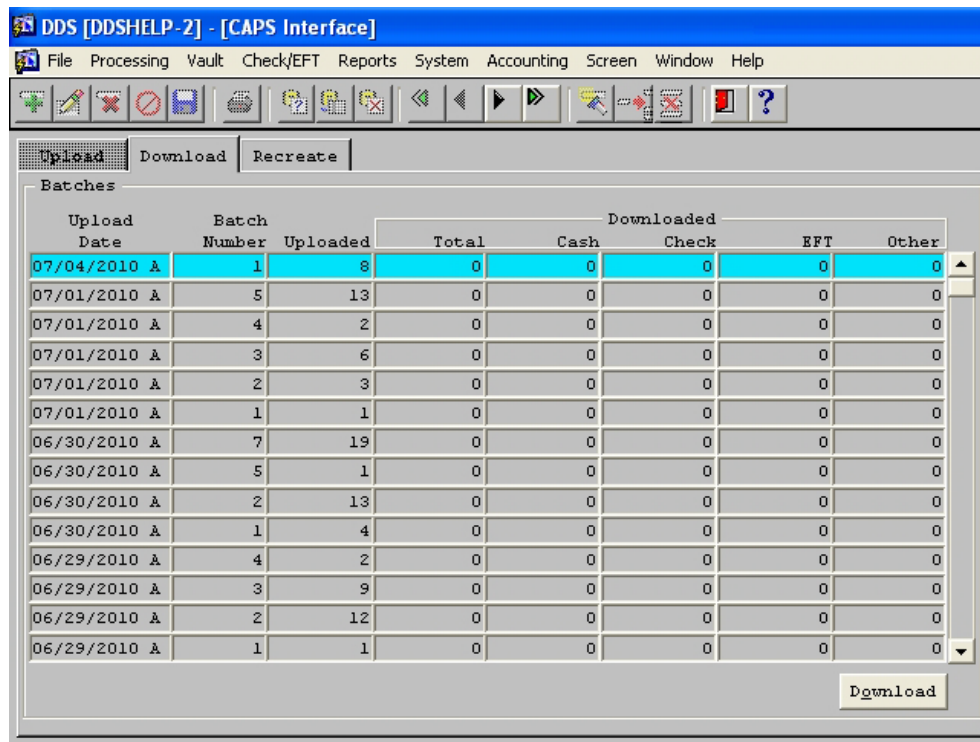 DDS [DDSHELP-2] - [CAPS Interface]
File Processing Vault Check/EFT Reports System Accounting Screen Window Help
Upload Download Recreate
Batches
Upload Batch Downloaded
Date Number Uploaded Total Cash Check EFT Other
07/04/2010 A 1 8 0 0 0 0 0
07/01/2010 A 5 13 0 0 0 0 0
07/01/2010 A 4 2 0 0 0 0 0
07/01/2010 A 3 6 0 0 0 0 0
07/01/2010 A 2 3 0 0 0 0 0
07/01/2010 A 1 1 0 0 0 0 0
06/30/2010 A 7 19 0 0 0 0 0
06/30/2010 A 5 1 0 0 0 0 0
06/30/2010 A 2 13 0 0 0 0 0
06/30/2010 A 1 4 0 0 0 0 0
06/29/2010 A 4 2 0 0 0 0 0
06/29/2010 A 3 9 0 0 0 0 0
06/29/2010 A 2 12 0 0 0 0 0
06/29/2010 A 1 1 0 0 0 0 0
Download